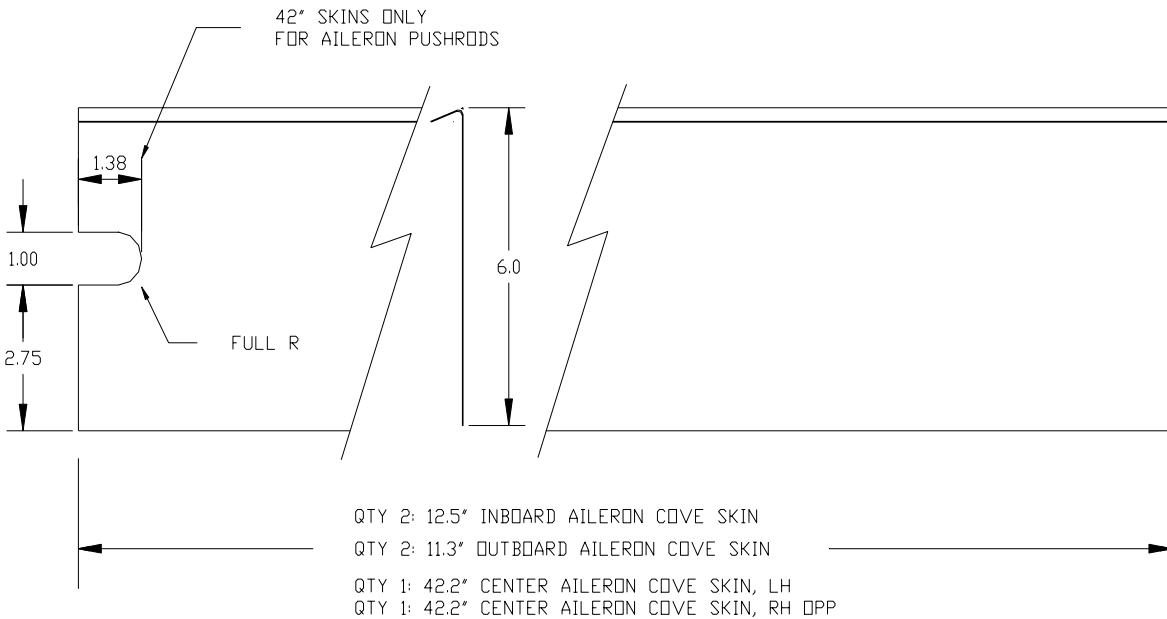 42" SKINS ONLY
FOR AILERON PUSHRODS
1.38
1.00
6.0
FULL R
2.75
QTY 2: 12.5" INBOARD AILERON COVE SKIN
QTY 2: 11.3" OUTBOARD AILERON COVE SKIN
QTY 1: 42.2" CENTER AILERON COVE SKIN, LH
QTY 1: 42.2" CENTER AILERON COVE SKIN, RH OPP